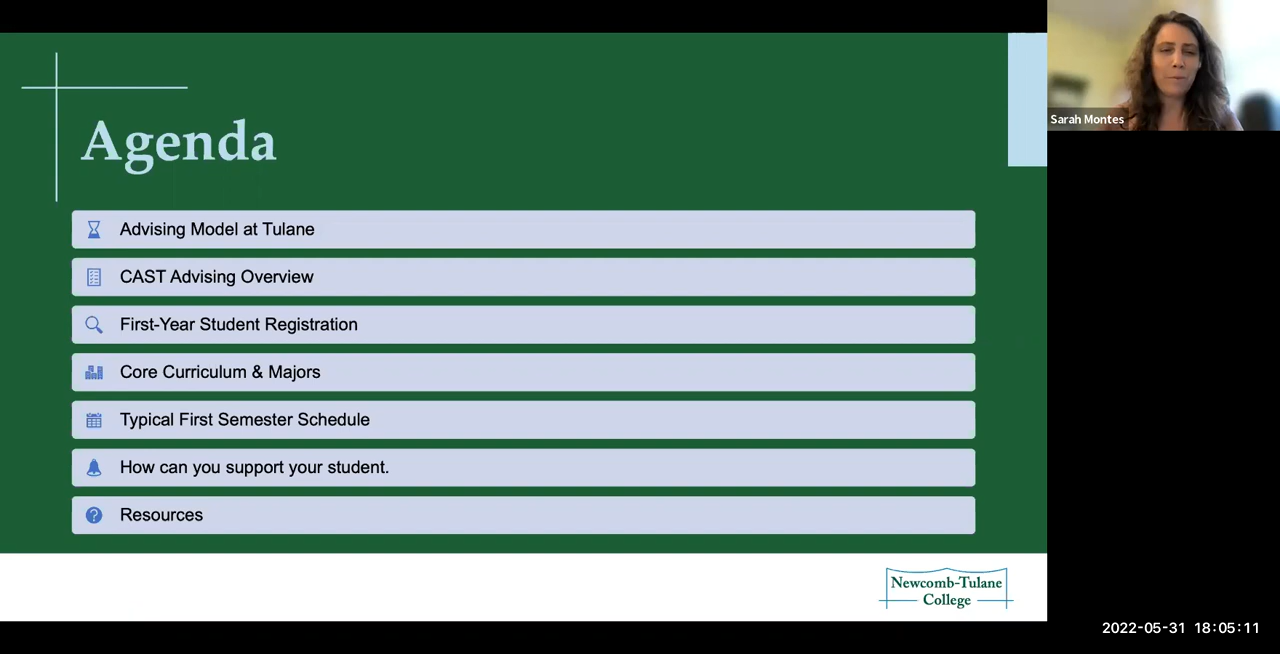 Agenda
Sarah Montes
Advising Model at Tulane
CAST Advising Overview
First-Year Student Registration
Core Curriculum & Majors
Typical First Semester Schedule
How can you support your student.
? Resources
Newcomb-Tulane
College
2022-05-31 18:05:11